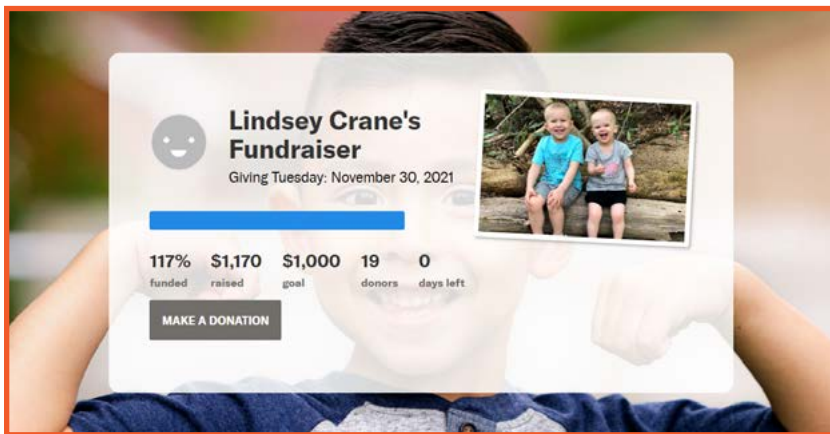 Lindsey Crane's
Fundraiser
Giving Tuesday: November 30, 2021
117% $1,170 $1,000 19 0
funded raised goal donors days left
MAKE A DONATION